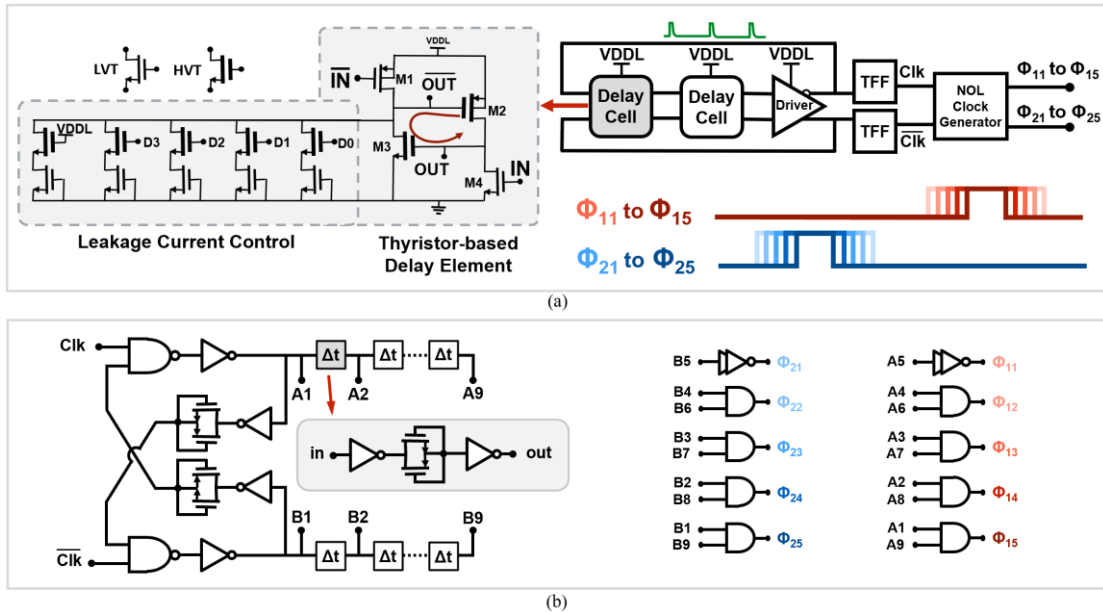 LVT
HVT
VDDL
D3
D2
D1
D0
Leakage Current Control
VDDL
IN
M1
OUT
M2
M3
OUT
M4
IN
Thyristor-based
Delay Element
VDDL
VDDL
VDDL
Delay
Cell
Delay
Cell
Driver
TFF
Clk
TFF
Clk
NOL
Clock
Generator
Φ11 to Φ15
Φ21 to Φ25
Φ11 to Φ15
Φ21 to Φ25
(a)
Clk
Δt
Δt
Δt
A1
A2
A9
in
out
B1
B2
B9
Clk
Δt
Δt
Δt
B5
Φ21
B4
B6
Φ22
B3
B7
Φ23
B2
B8
Φ24
B1
B9
Φ25
A5
Φ11
A4
A6
Φ12
A3
A7
Φ13
A2
A8
Φ14
A1
A9
Φ15
(b)